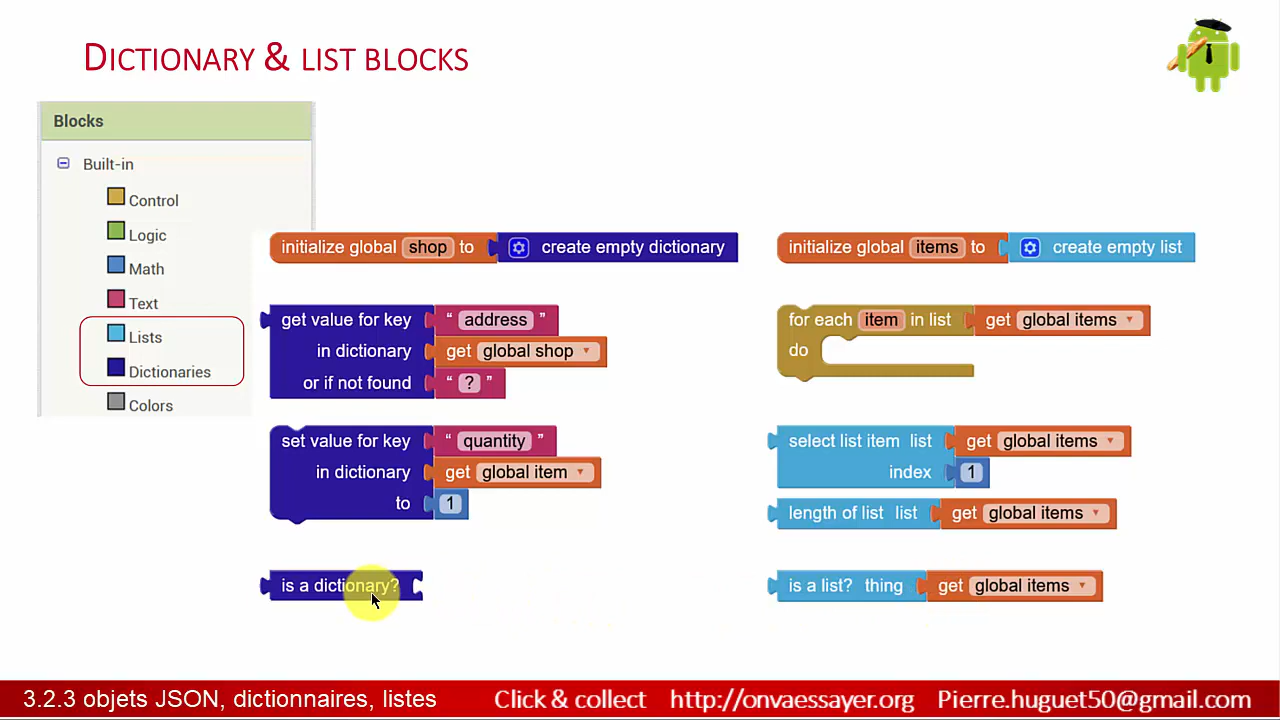 DICTIONARY & LIST BLOCKS
Blocks
Built-in
Control
Logic
Math
Text
Lists
Dictionaries
Colors
initialize global shop to create empty dictionary
get value for key “ address ”
in dictionary get global shop
or if not found “ ? ”
set value for key “ quantity ”
in dictionary get global item
to 1
is a dictionary?
initialize global items to create empty list
for each item in list get global items
do
select list item list get global items
index 1
length of list list get global items
is a list? thing get global items
3.2.3 objets JSON, dictionnaires, listes Click & collect http://onvaessayer.org Pierre.huguet50@gmail.com